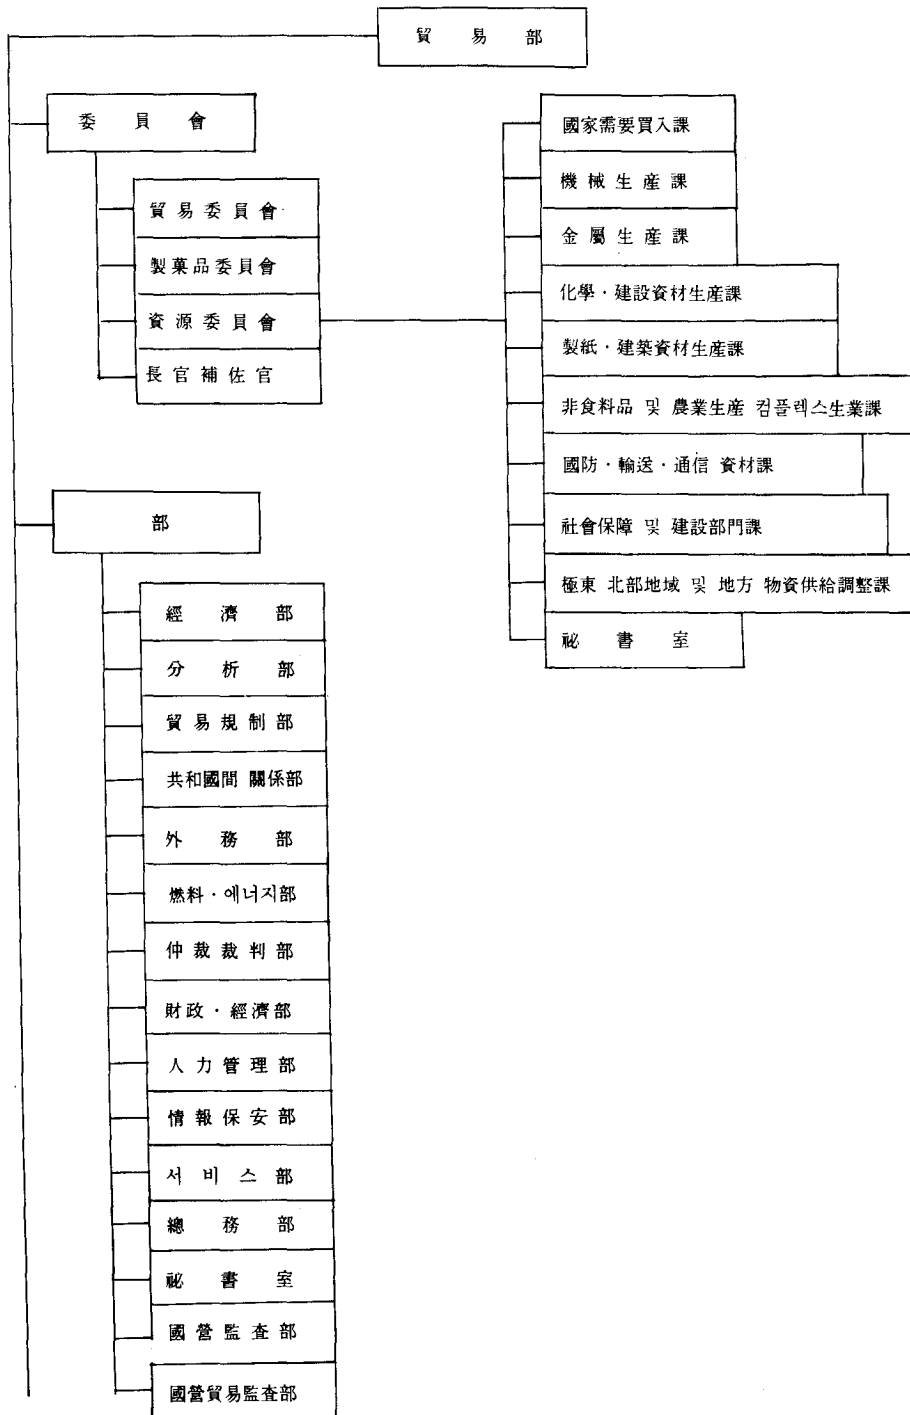 貿易部
委員會
貿易委員會
製菓品委員會
資源委員會
長官補佐官
國家需要買入課
機械生産課
金屬生産課
化學·建設資材生産課
製紙·建築資材生産課
非食料品 및 農業生産 컴플렉스生業課
國防·輸送·通信 資材課
社會保障 및 建設部門課
極東 北部地域 및 地方 物資供給調整課
祕書室
部
經濟部
分析部
貿易規制部
共和國間 關係部
外務部
燃料·에너지部
仲裁裁判部
財政·經濟部
人力管理部
情報保安部
서비스部
總務部
祕書室
國營監査部
國營貿易監査部